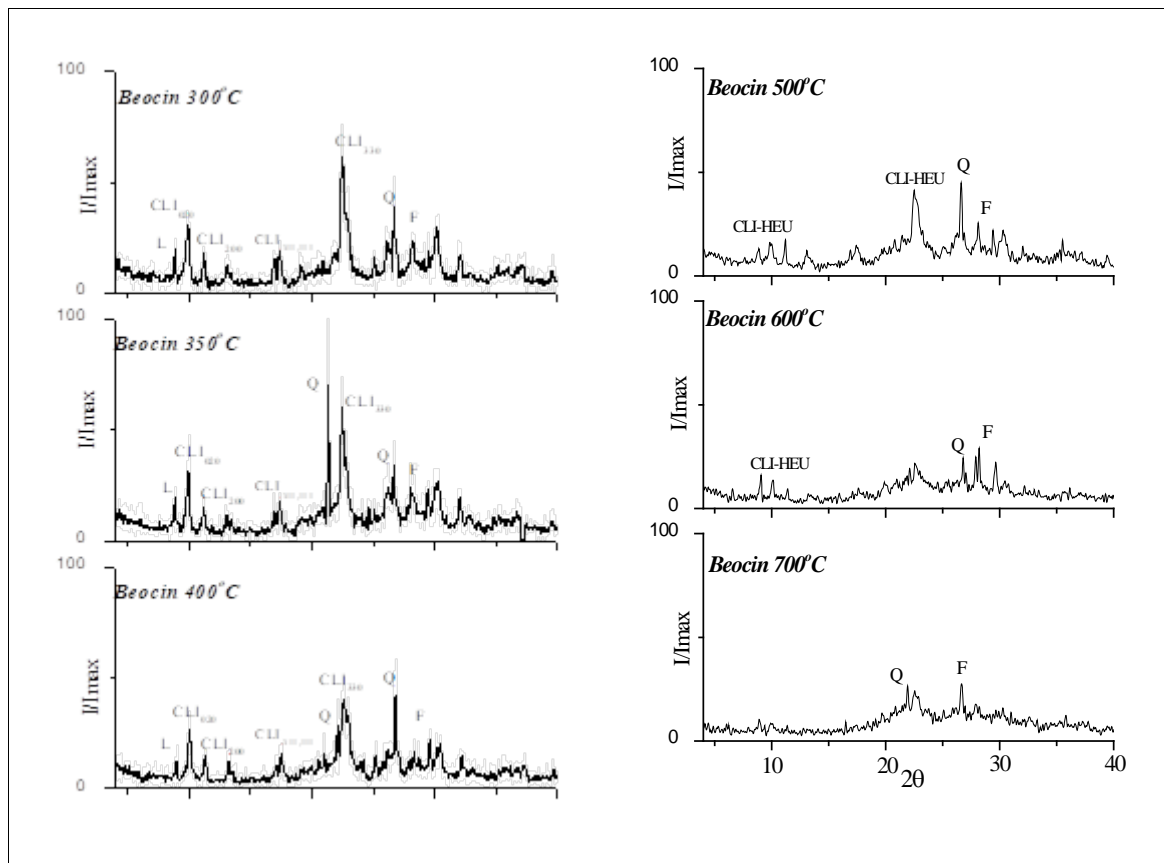 100
Beocin 300°C
I/Imax
CLI₃₃₀
Q
F
CLI₀₂₀
L
CLI₂₀₀
CLI
0
100
Beocin 350°C
I/Imax
Q
CLI₃₃₀
Q
F
CLI₀₂₀
L
CLI₂₀₀
CLI
0
100
Beocin 400°C
I/Imax
CLI₃₃₀
Q
Q
F
CLI₀₂₀
L
CLI₂₀₀
CLI
0
100
Beocin 500°C
I/Imax
CLI-HEU
CLI-HEU
Q
F
0
100
Beocin 600°C
I/Imax
CLI-HEU
Q
F
0
100
Beocin 700°C
I/Imax
Q
F
0
10 20 30 40
2θ